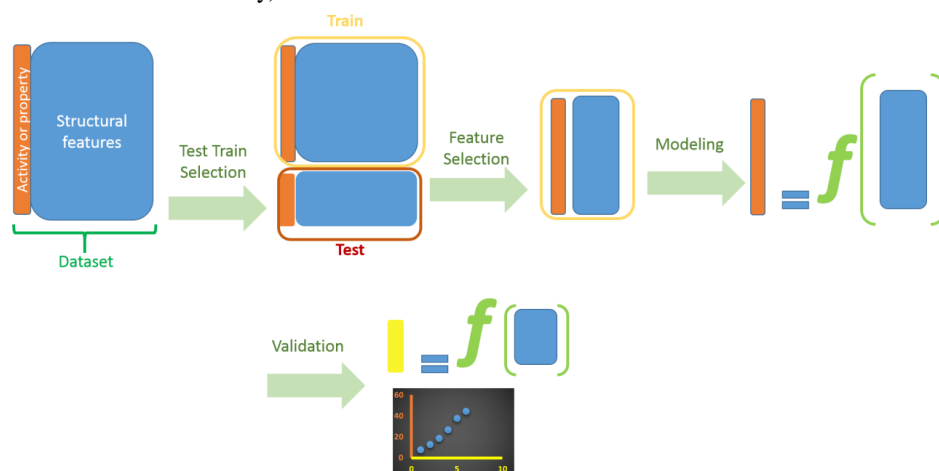 y,
Train
Activity or property
Structural
features
Test Train
Selection
Feature
Selection
Modeling
f
Test
Dataset
Validation
f
60
40
20
0
0 5 10